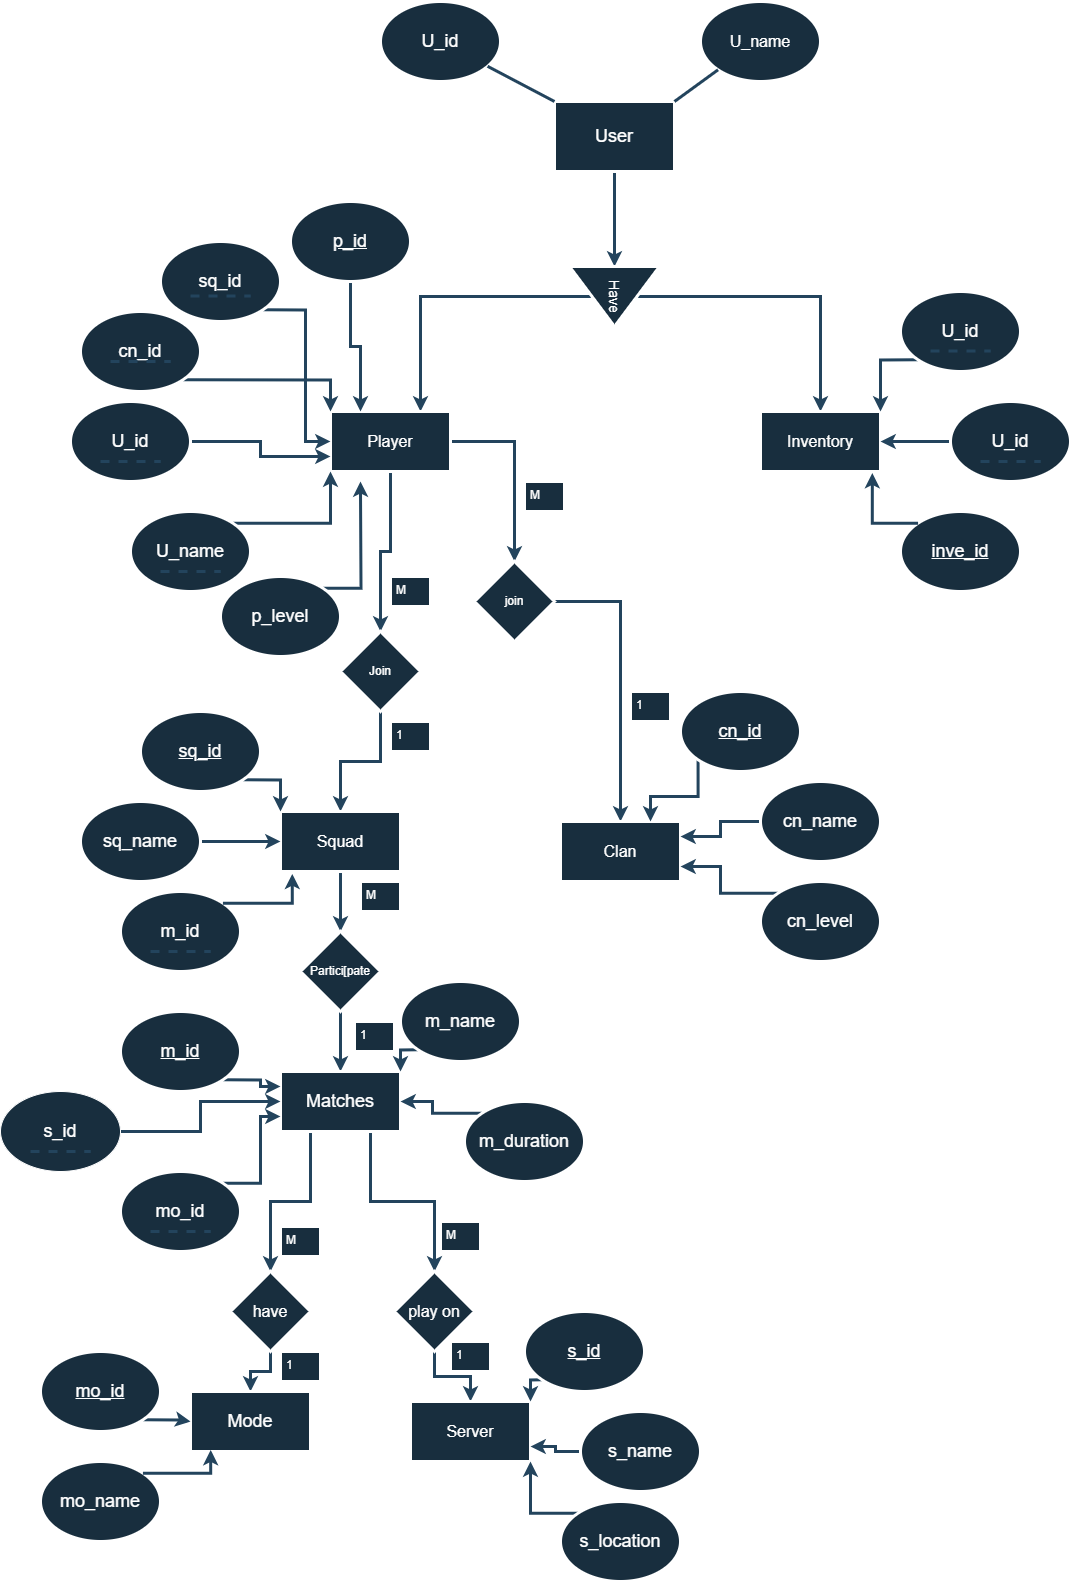 U_id
U_name
User
p_id
sq_id
Have
cn_id
U_id
U_id
Player
Inventory
U_id
M
U_name
inve_id
M
p_level
join
Join
1
cn_id
1
sq_id
cn_name
sq_name
Squad
Clan
M
cn_level
m_id
Partici[pate
m_name
1
m_id
Matches
s_id
m_duration
mo_id
M
M
have
play on
s_id
1
1
mo_id
Mode
Server
s_name
mo_name
s_location